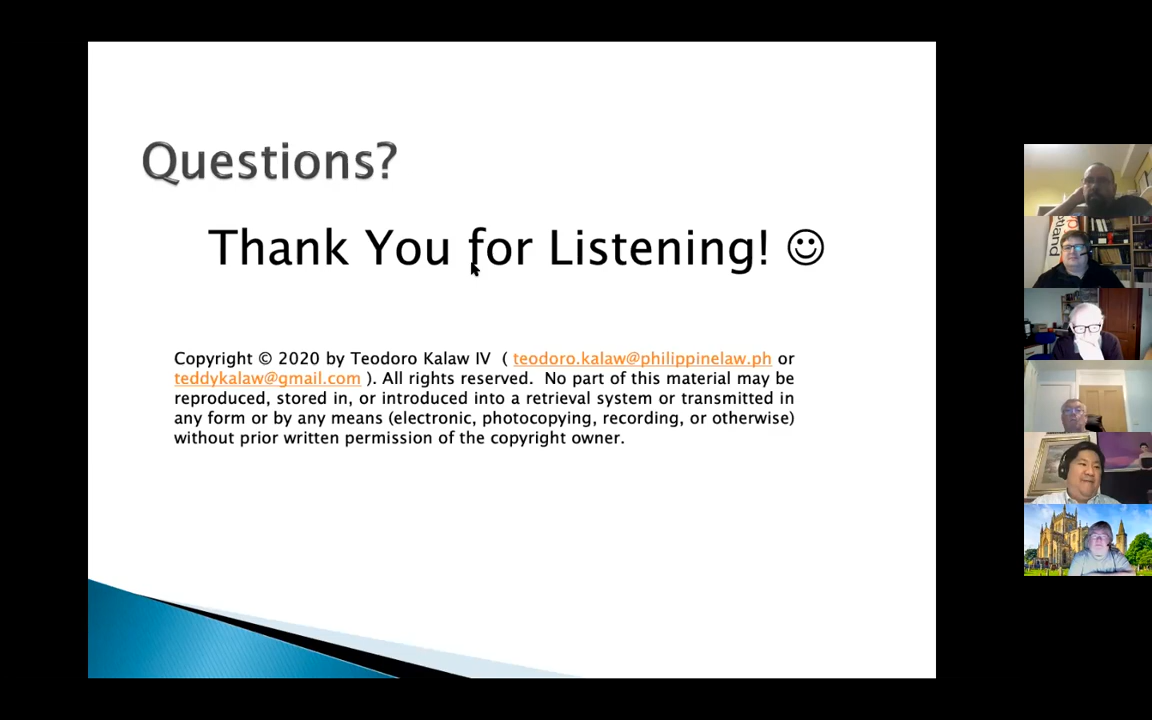 Questions?
Thank You for Listening! ☺
Copyright © 2020 by Teodoro Kalaw IV ( teodoro.kalaw@philippinelaw.ph or
teddykalaw@gmail.com ). All rights reserved. No part of this material may be
reproduced, stored in, or introduced into a retrieval system or transmitted in
any form or by any means (electronic, photocopying, recording, or otherwise)
without prior written permission of the copyright owner.